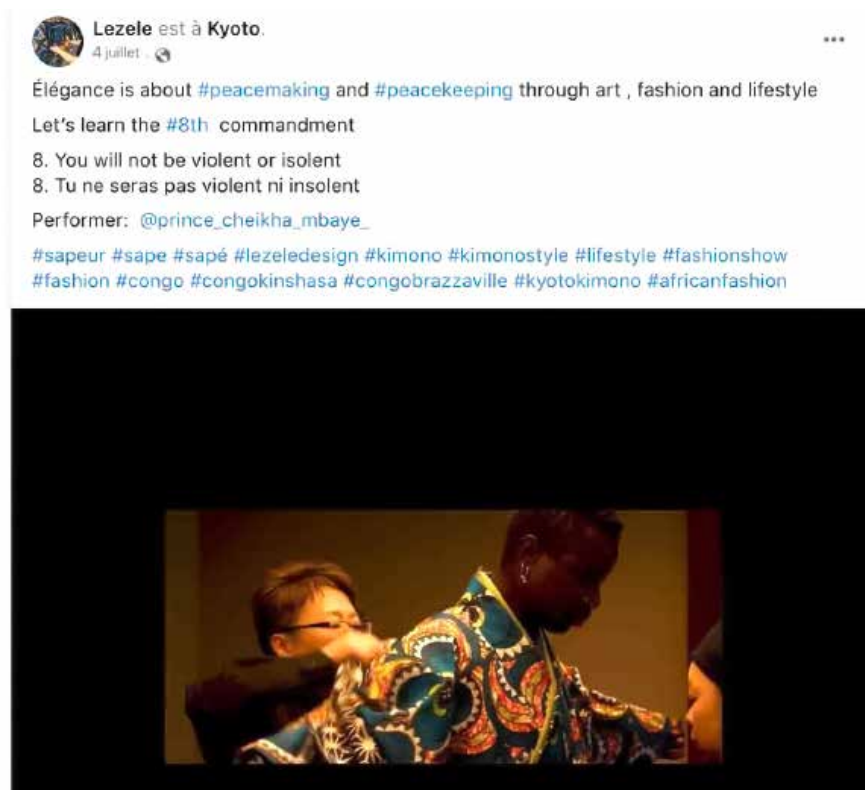 Lezele est à Kyoto.
4 juillet ·
Élégance is about #peacemaking and #peacekeeping through art , fashion and lifestyle
Let's learn the #8th commandment
8. You will not be violent or isolent
8. Tu ne seras pas violent ni insolent
Performer: @prince_cheikha_mbaye_
#sapeur #sape #sapé #lezeledesign #kimono #kimonostyle #lifestyle #fashionshow
#fashion #congo #congokinshasa #congobrazzaville #kyotokimono #africanfashion